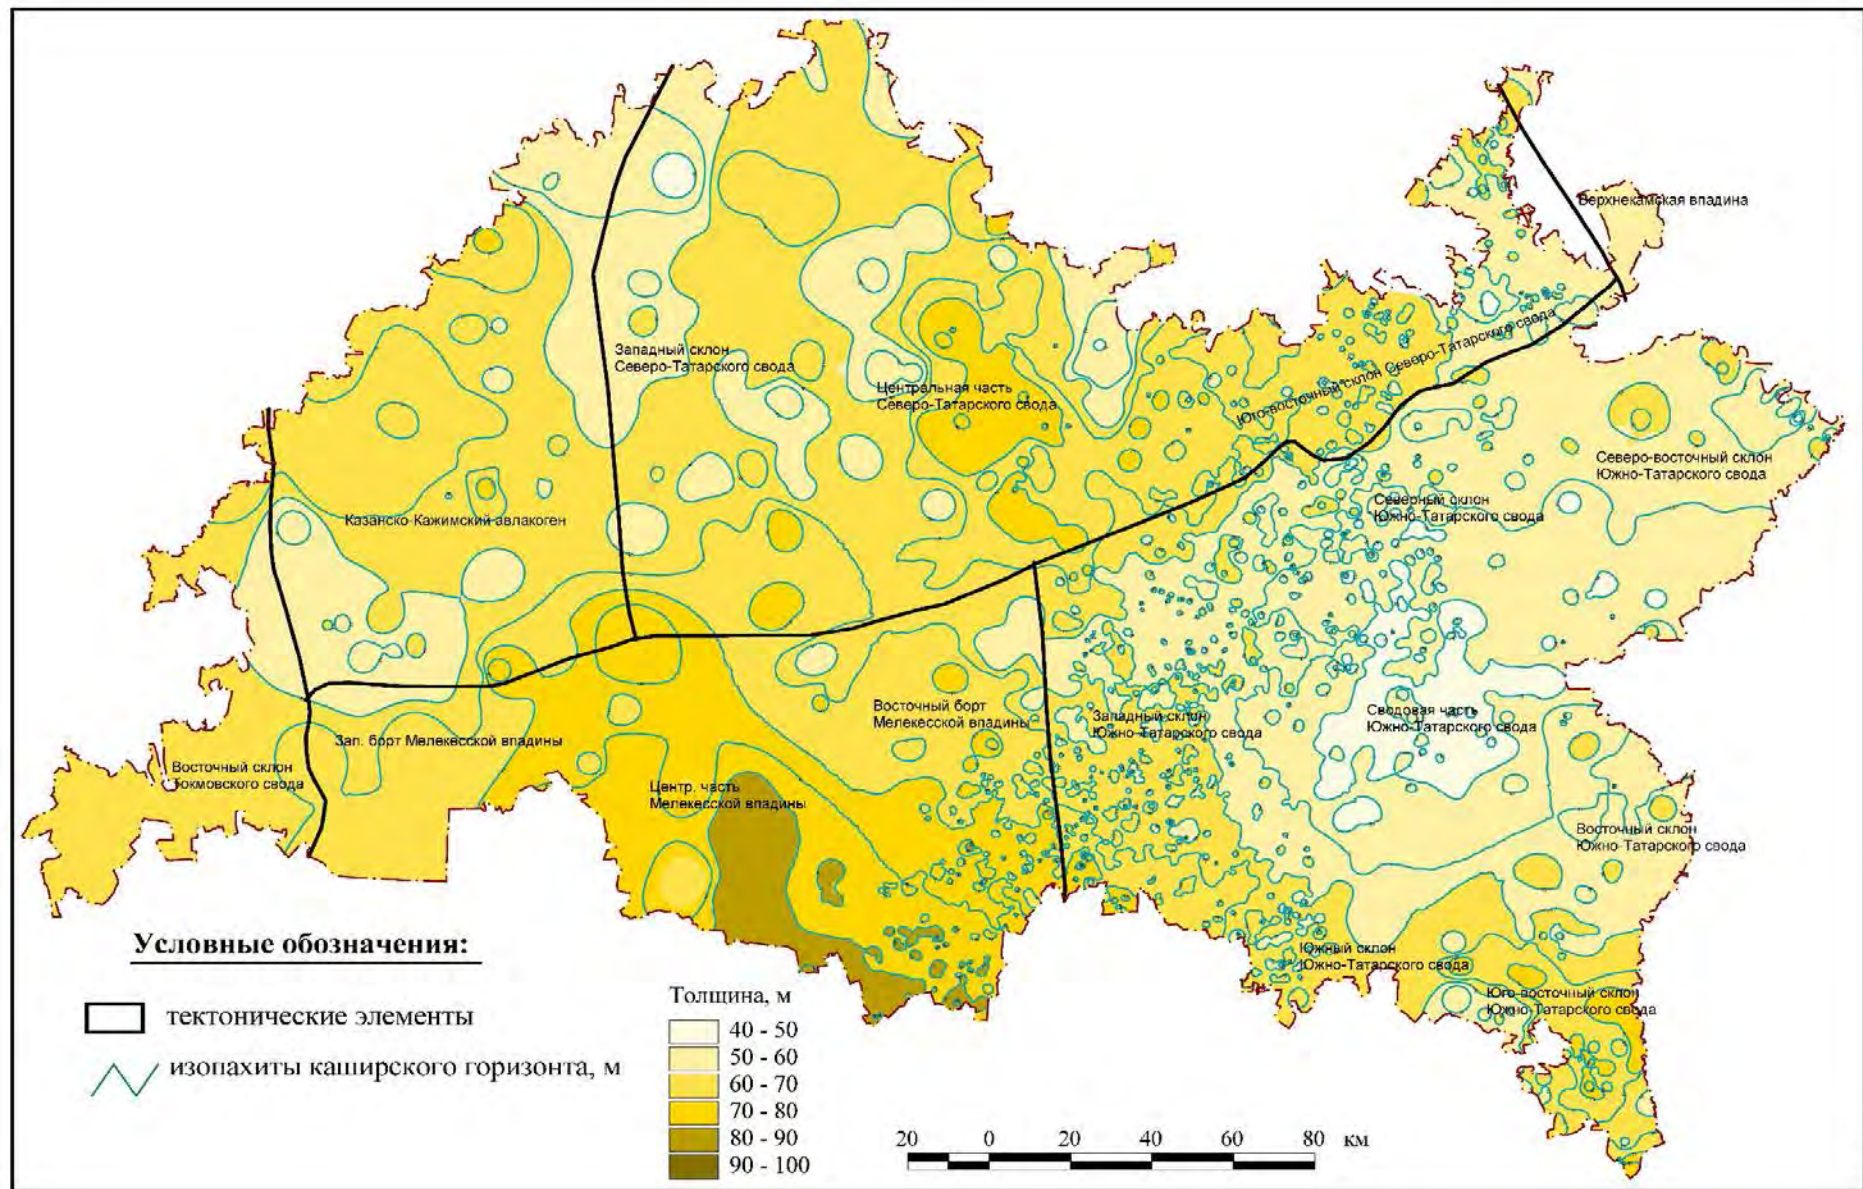 Верхнекамская впадина
Западный склон
Северо-Татарского свода
Центральная часть
Северо-Татарского свода
Юго-восточный склон Северо-Татарского свода
Северо-восточный склон
Южно-Татарского свода
Северный склон
Южно-Татарского свода
Казанско-Кажимский авлакоген
Восточный борт
Мелекесской впадины
Западный склон
Южно-Татарского свода
Сводовая часть
Южно-Татарского свода
Зап. борт Мелекесской впадины
Восточный склон
Токмовского свода
Центр. часть
Мелекесской впадины
Восточный склон
Южно-Татарского свода
Южный склон
Южно-Татарского свода
Юго-восточный склон
Южно-Татарского свода
Условные обозначения:
тектонические элементы
изопахиты каширского горизонта, м
Толщина, м
40 - 50
50 - 60
60 - 70
70 - 80
80 - 90
90 - 100
20 0 20 40 60 80 км